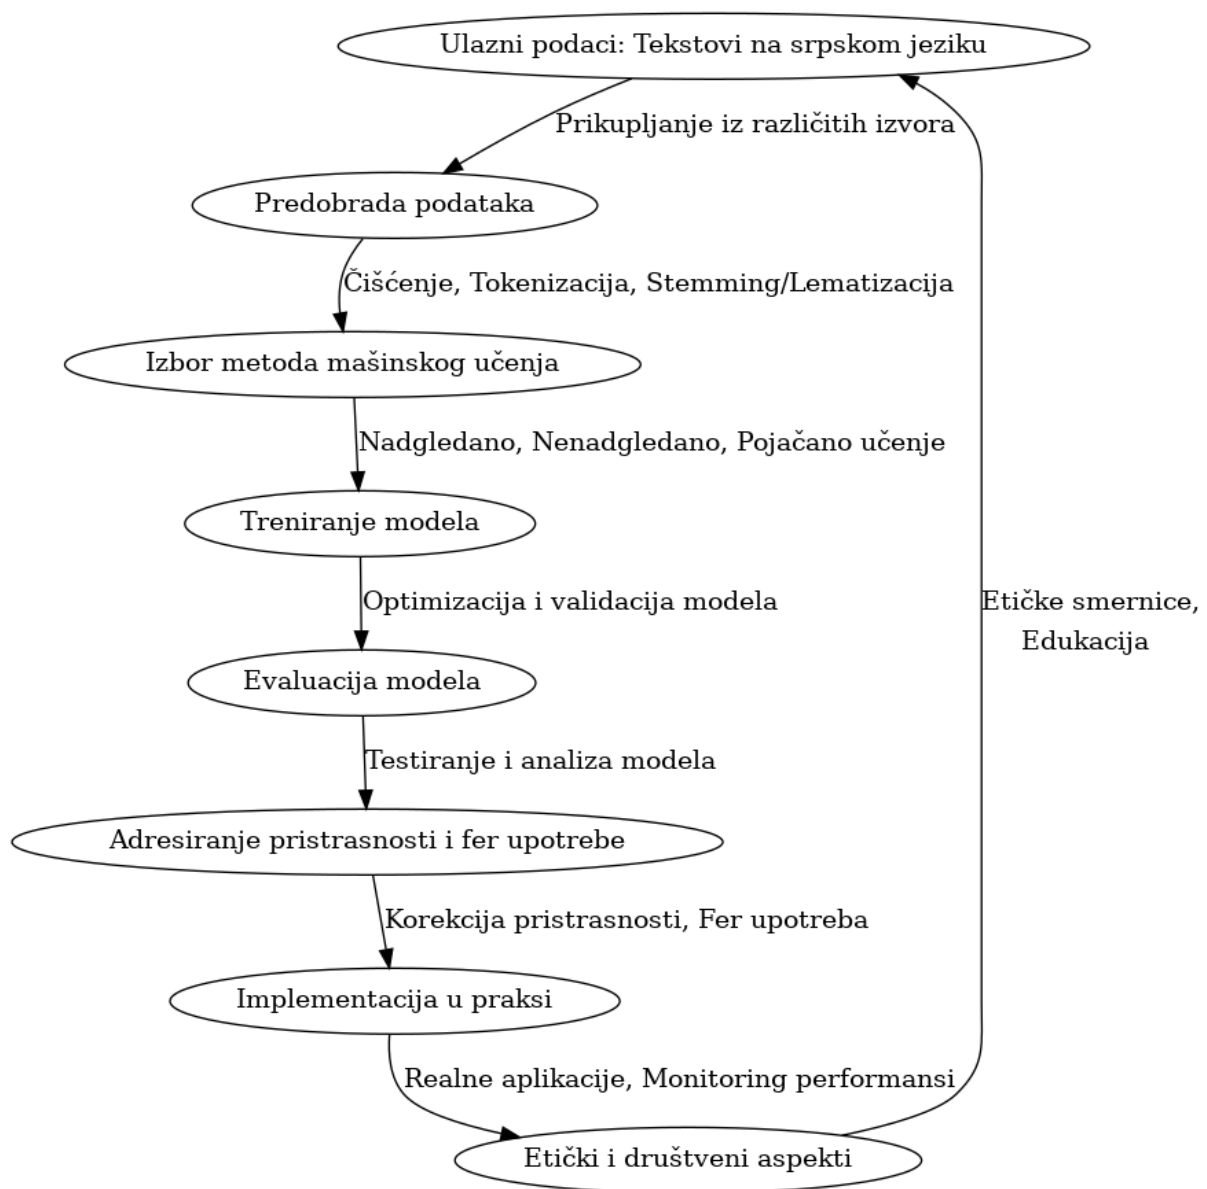 Ulazni podaci: Tekstovi na srpskom jeziku
Prikupljanje iz različitih izvora
Predobrada podataka
Čišćenje, Tokenizacija, Stemming/Lematizacija
Izbor metoda mašinskog učenja
Nadgledano, Nenadgledano, Pojačano učenje
Treniranje modela
Optimizacija i validacija modela
Etičke smernice,
Edukacija
Evaluacija modela
Testiranje i analiza modela
Adresiranje pristrasnosti i fer upotrebe
Korekcija pristrasnosti, Fer upotreba
Implementacija u praksi
Realne aplikacije, Monitoring performansi
Etički i društveni aspekti